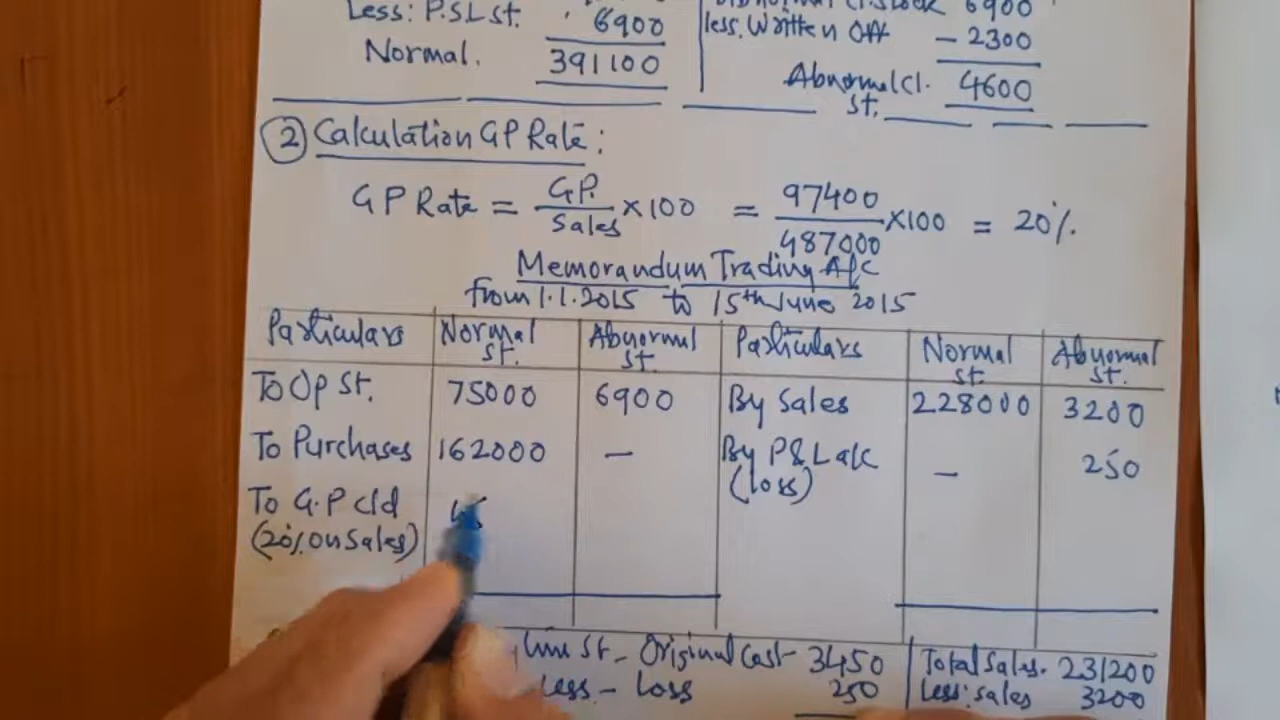 Less: P.SL St. 6900
Normal. 391100
6900
less. Written Off - 2300
Abnormal Cl. St. 4600
2 Calculation GP Rate:
GP Rate = GP. / Sales ×100 = 97400 / 487000 ×100 = 20%.
Memorandum Trading A/C
from 1.1.2015 to 15th June 2015
Particulars Normal St. Abnormal St. Particulars Normal St. Abnormal St.
To Op St. 75000 6900 By Sales 228000 3200
To Purchases 162000 — By P&L a/c (loss) — 250
To G.P c/d
(20% on Sales)
St - Original Cost 3450 Total Sales. 231200
Less - Loss 250 Less: Sales 3200